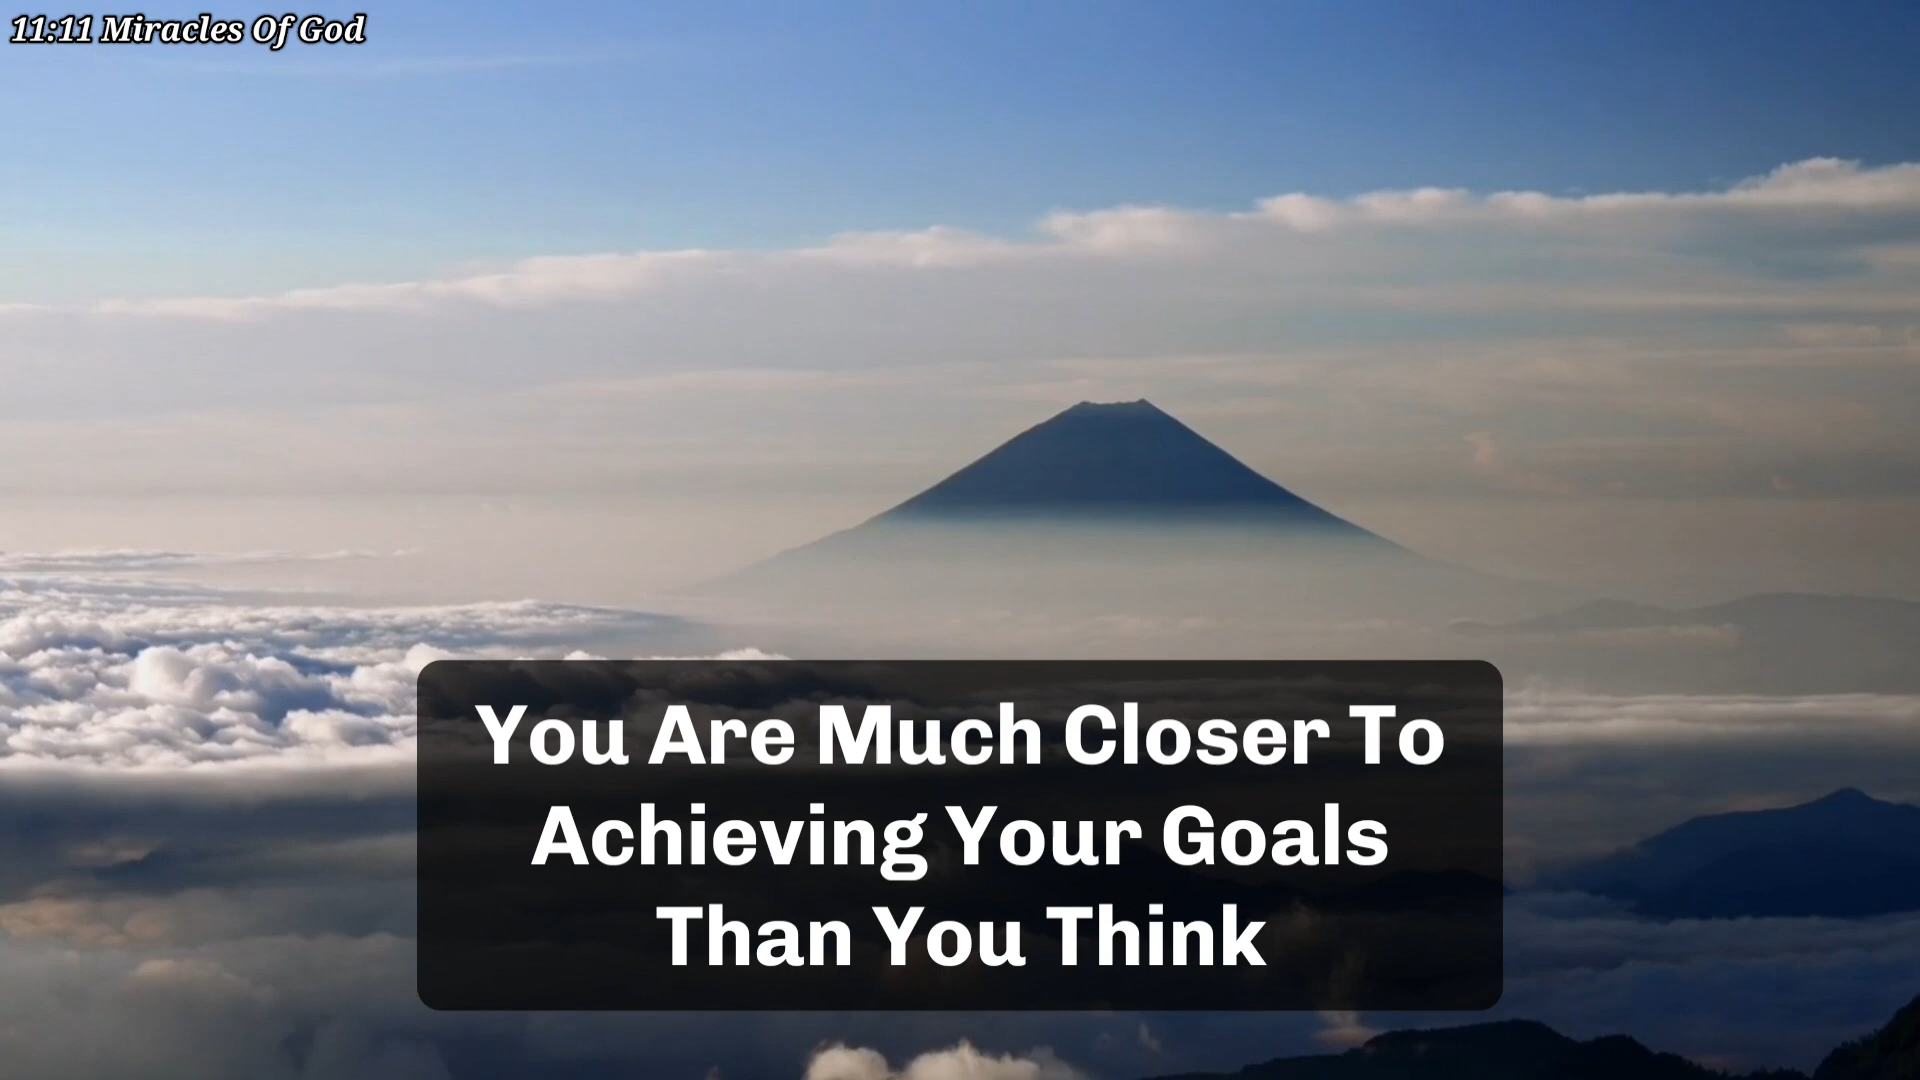 11:11 Miracles Of God
You Are Much Closer To
Achieving Your Goals
Than You Think